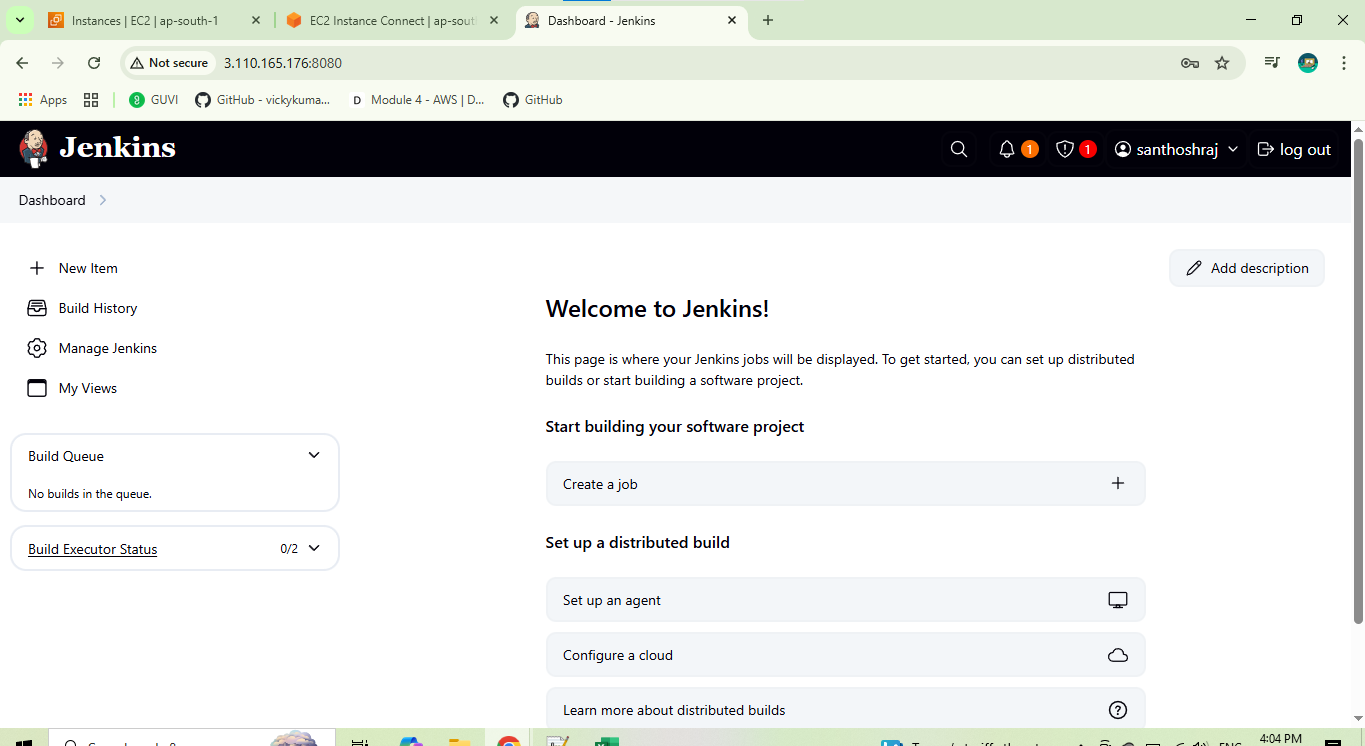 Instances | EC2 | ap-south-1
EC2 Instance Connect | ap-sout
Dashboard - Jenkins
Not secure
3.110.165.176:8080
Apps
GUVI
GitHub - vickykuma...
D
Module 4 - AWS | D...
GitHub
Jenkins
1
1
santhoshraj
log out
Dashboard
New Item
Build History
Manage Jenkins
My Views
Build Queue
No builds in the queue.
Build Executor Status
0/2
Add description
Welcome to Jenkins!
This page is where your Jenkins jobs will be displayed. To get started, you can set up distributed
builds or start building a software project.
Start building your software project
Create a job
Set up a distributed build
Set up an agent
Configure a cloud
Learn more about distributed builds
4:04 PM